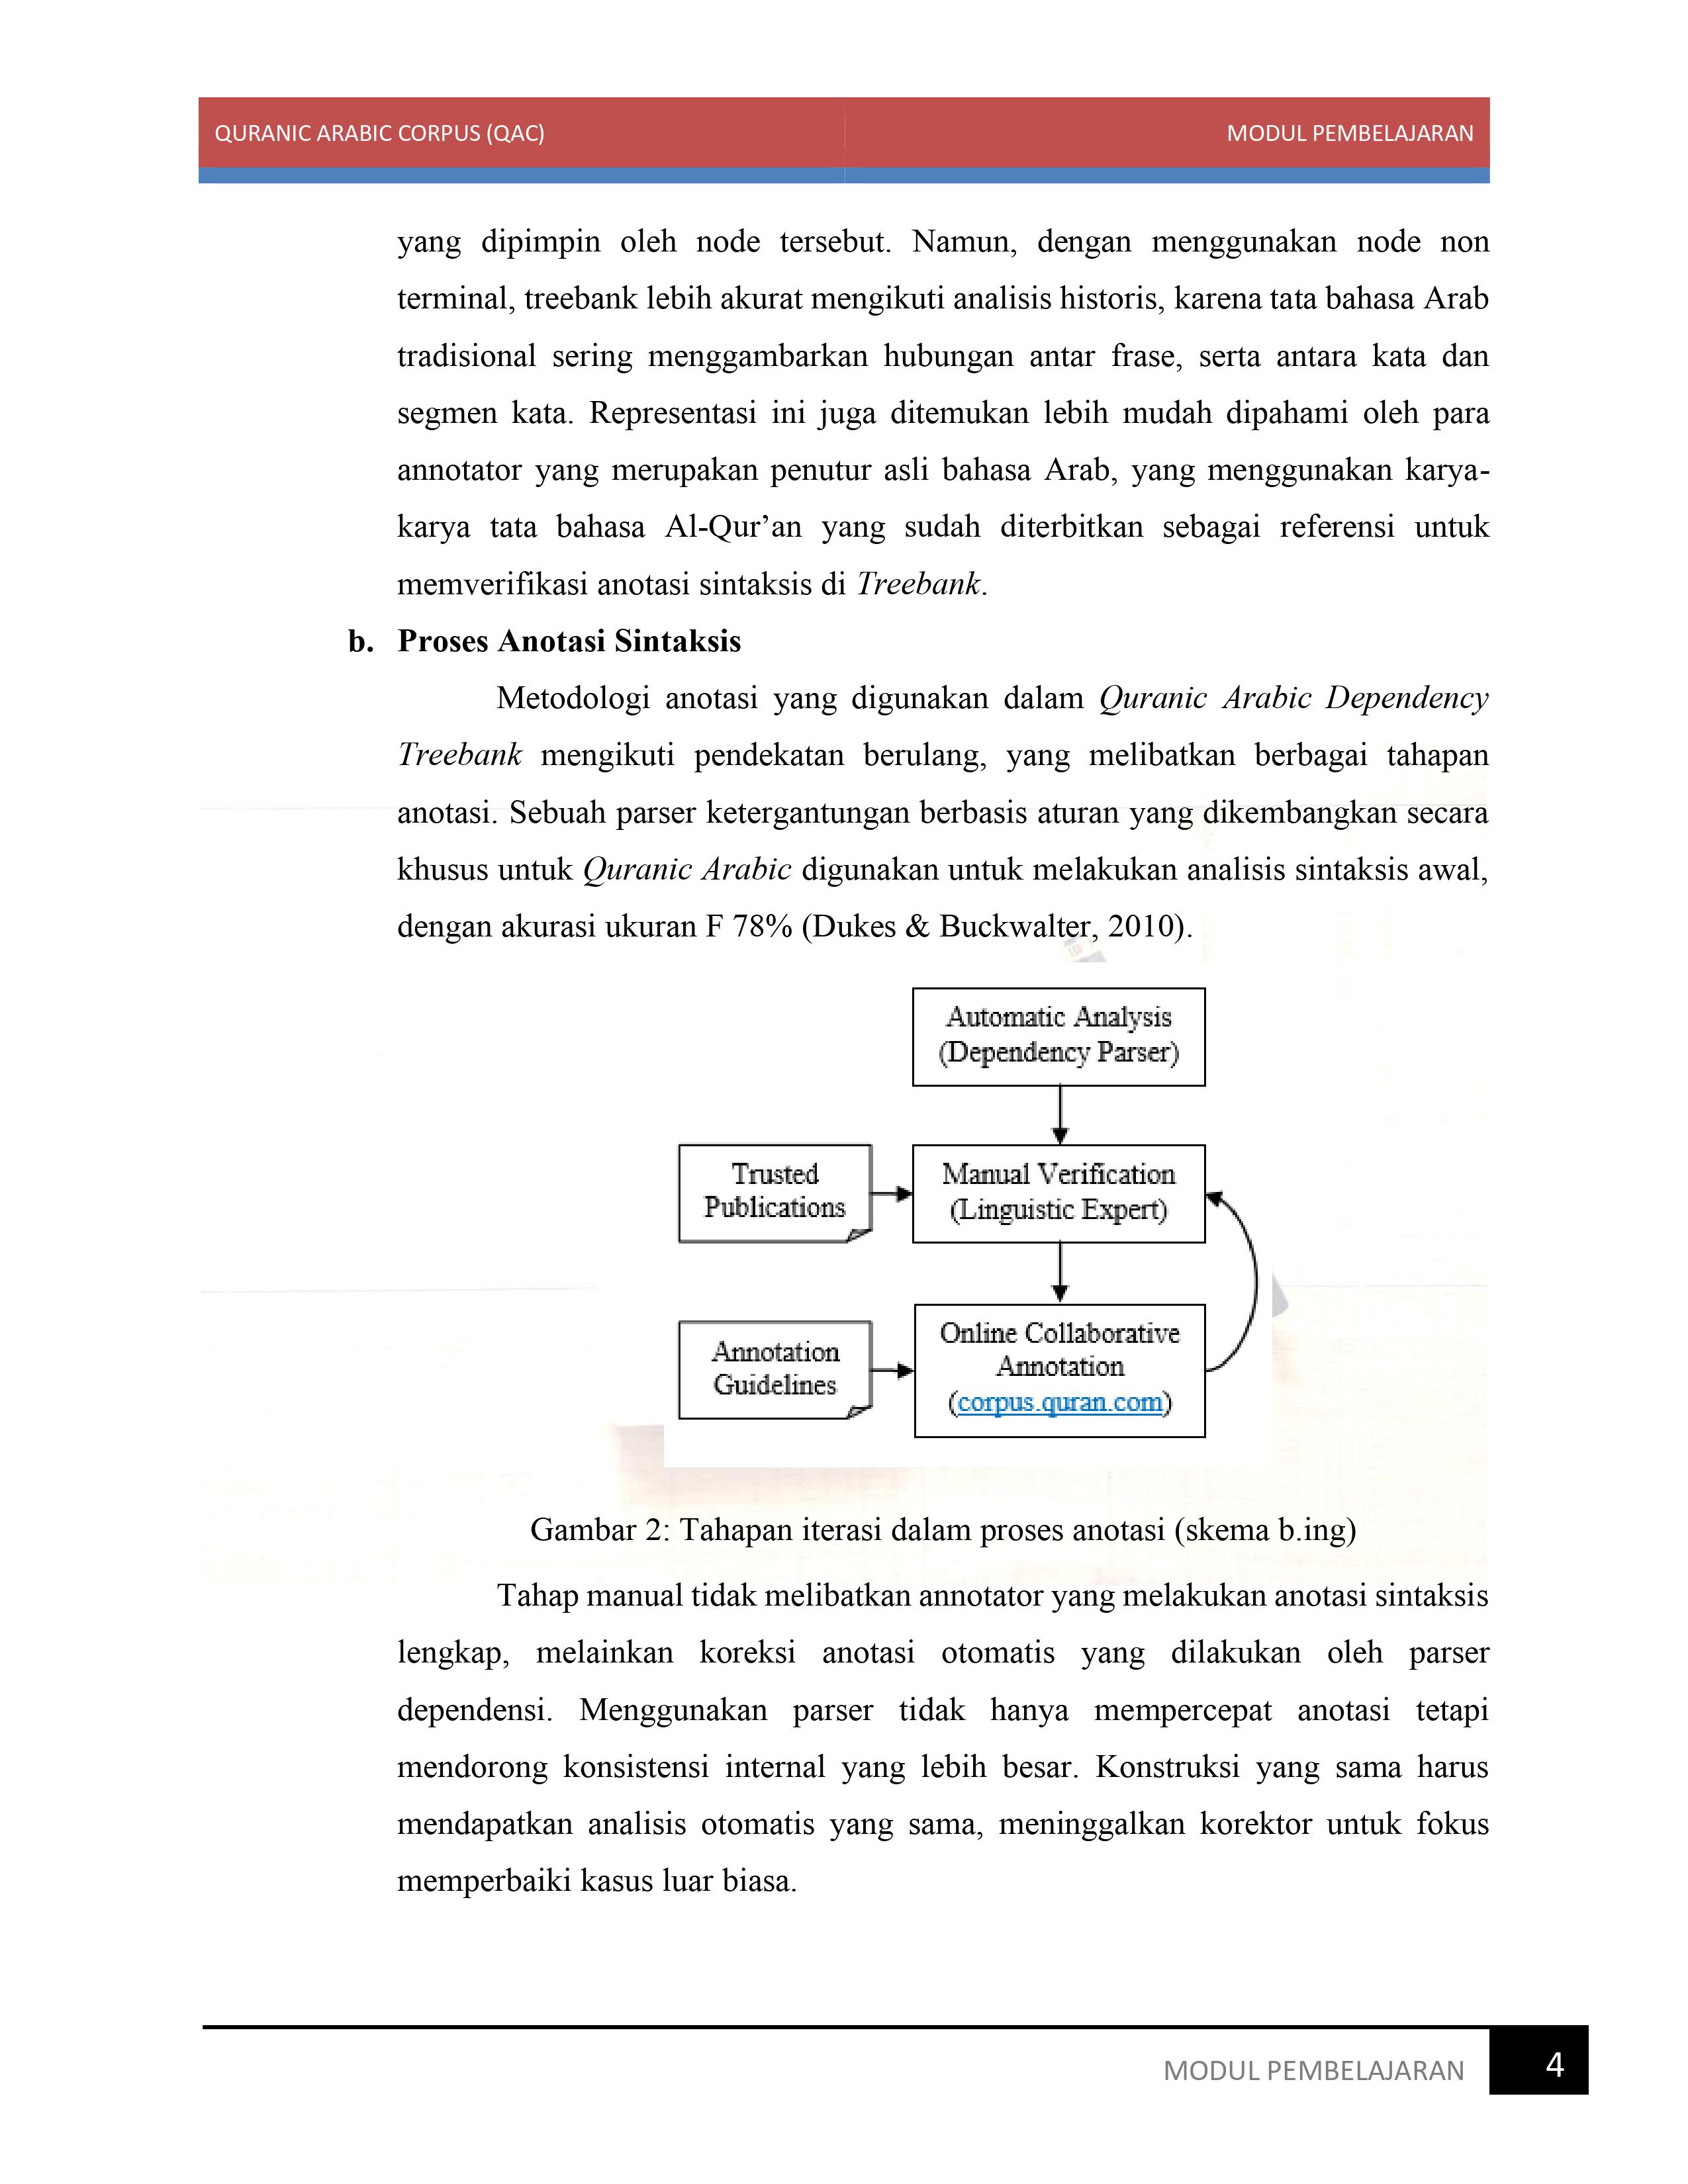 QURANIC ARABIC CORPUS (QAC) MODUL PEMBELAJARAN
yang dipimpin oleh node tersebut. Namun, dengan menggunakan node non
terminal, treebank lebih akurat mengikuti analisis historis, karena tata bahasa Arab
tradisional sering menggambarkan hubungan antar frase, serta antara kata dan
segmen kata. Representasi ini juga ditemukan lebih mudah dipahami oleh para
annotator yang merupakan penutur asli bahasa Arab, yang menggunakan karya-
karya tata bahasa Al-Qur’an yang sudah diterbitkan sebagai referensi untuk
memverifikasi anotasi sintaksis di Treebank.
b. Proses Anotasi Sintaksis
Metodologi anotasi yang digunakan dalam Quranic Arabic Dependency
Treebank mengikuti pendekatan berulang, yang melibatkan berbagai tahapan
anotasi. Sebuah parser ketergantungan berbasis aturan yang dikembangkan secara
khusus untuk Quranic Arabic digunakan untuk melakukan analisis sintaksis awal,
dengan akurasi ukuran F 78% (Dukes & Buckwalter, 2010).
Automatic Analysis
(Dependency Parser)
Trusted
Publications
Manual Verification
(Linguistic Expert)
Annotation
Guidelines
Online Collaborative
Annotation
(corpus.quran.com)
Gambar 2: Tahapan iterasi dalam proses anotasi (skema b.ing)
Tahap manual tidak melibatkan annotator yang melakukan anotasi sintaksis
lengkap, melainkan koreksi anotasi otomatis yang dilakukan oleh parser
dependensi. Menggunakan parser tidak hanya mempercepat anotasi tetapi
mendorong konsistensi internal yang lebih besar. Konstruksi yang sama harus
mendapatkan analisis otomatis yang sama, meninggalkan korektor untuk fokus
memperbaiki kasus luar biasa.
MODUL PEMBELAJARAN 4